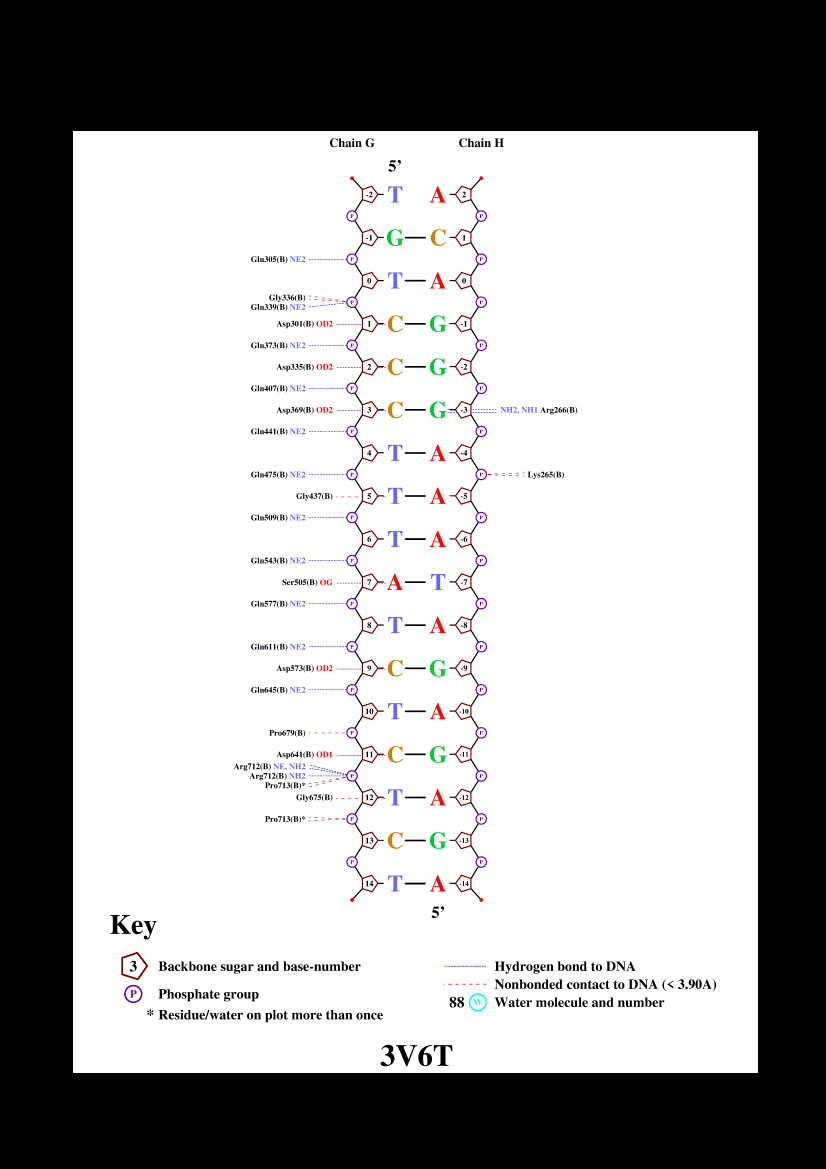 Chain G Chain H
5’
-2 T A 2
P P
-1 G C 1
Gln305(B) NE2 P P
0 T A 0
Gly336(B)
P P
Gln339(B) NE2
Asp301(B) OD2 1 C G -1
Gln373(B) NE2 P P
Asp335(B) OD2 2 C G -2
Gln407(B) NE2 P P
Asp369(B) OD2 3 C G -3 NH2, NH1 Arg266(B)
Gln441(B) NE2 P P
4 T A -4
Gln475(B) NE2 P P Lys265(B)
Gly437(B) 5 T A -5
Gln509(B) NE2 P P
6 T A -6
Gln543(B) NE2 P P
Ser505(B) OG 7 A T -7
Gln577(B) NE2 P P
8 T A -8
Gln611(B) NE2 P P
Asp573(B) OD2 9 C G -9
Gln645(B) NE2 P P
10 T A -10
Pro679(B) P P
Asp641(B) OD1 11 C G -11
Arg712(B) NE, NH2
Arg712(B) NH2 P P
Pro713(B)*
Gly675(B) 12 T A -12
Pro713(B)* P P
13 C G -13
P P
14 T A -14
5’
Key
3 Backbone sugar and base-number
P Phosphate group
* Residue/water on plot more than once
Hydrogen bond to DNA
Nonbonded contact to DNA (< 3.90A)
88 W Water molecule and number
3V6T